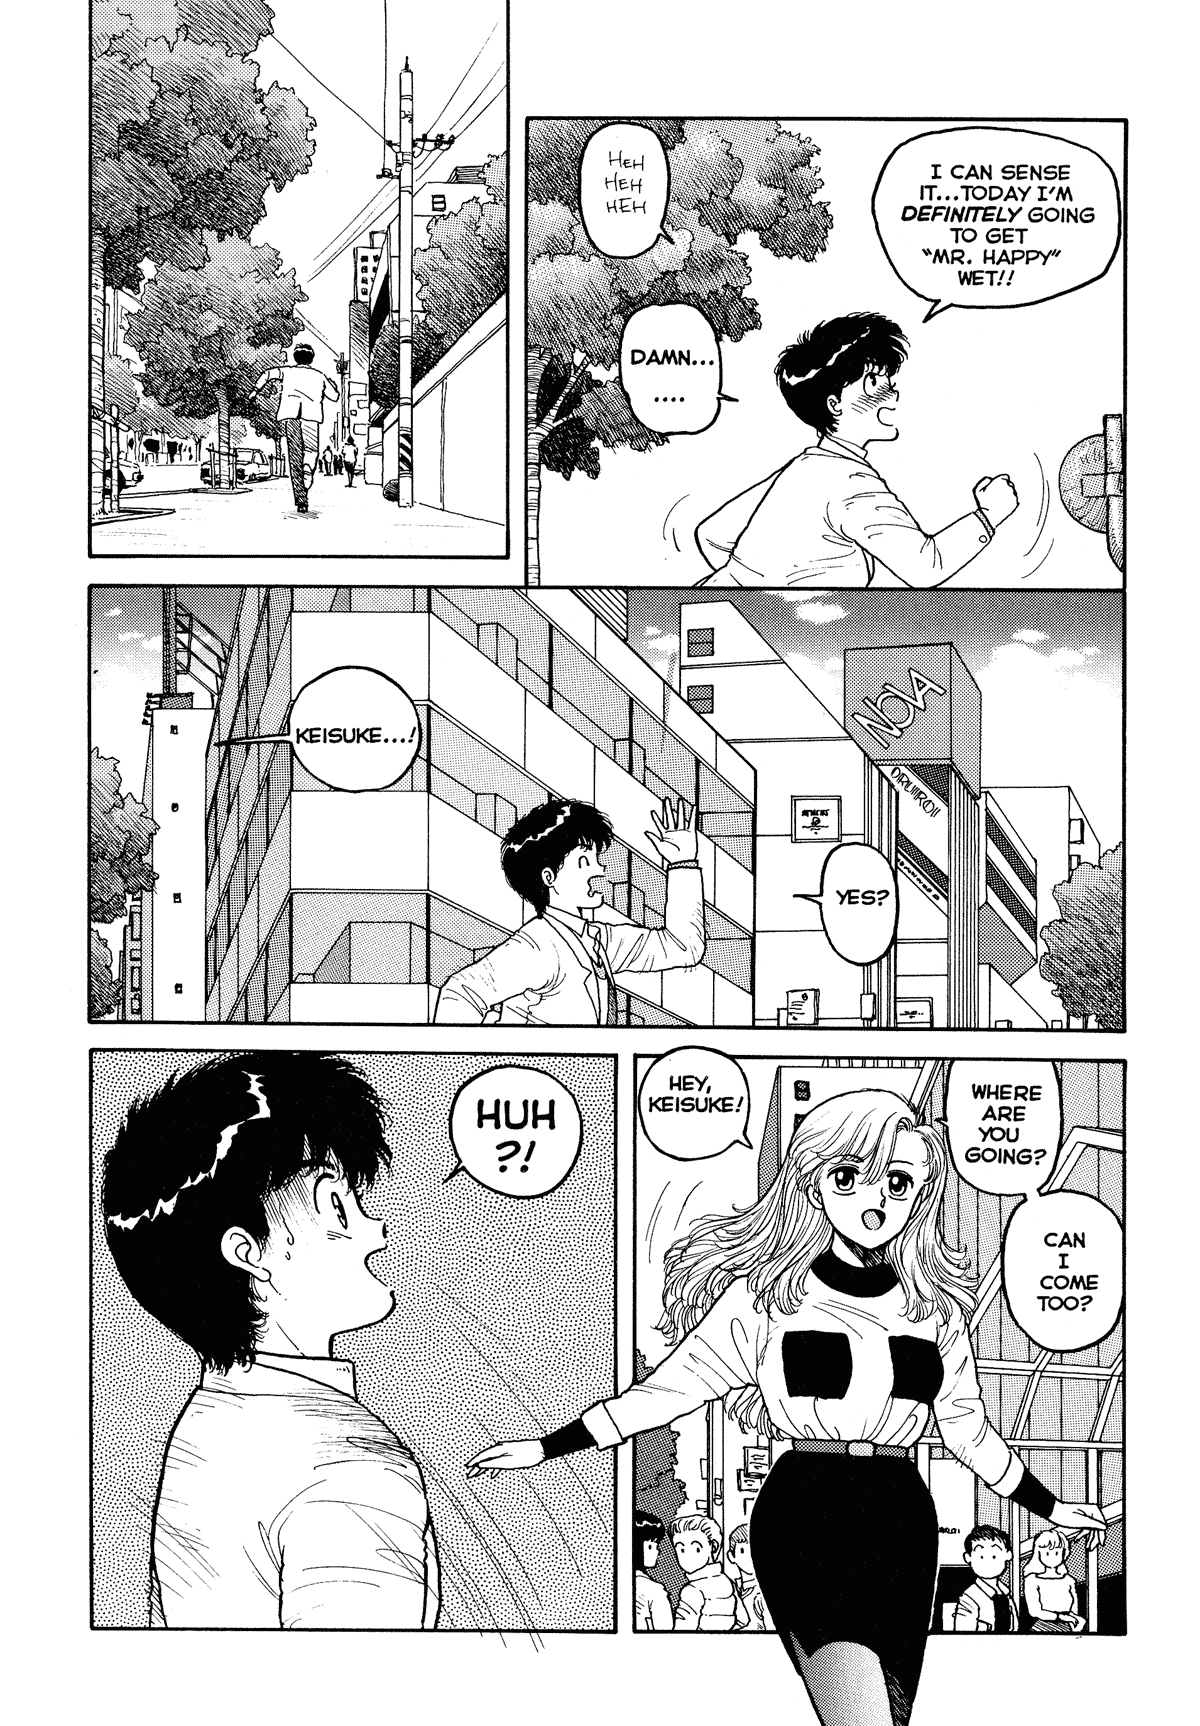 HEH
HEH
HEH
DAMN...
....
I CAN SENSE
IT...TODAY I'M
DEFINITELY GOING
TO GET
"MR. HAPPY"
WET!!
KEISUKE...!
NOVA
YES?
HUH
?!
HEY,
KEISUKE!
WHERE
ARE
YOU
GOING?
CAN
I
COME
TOO?